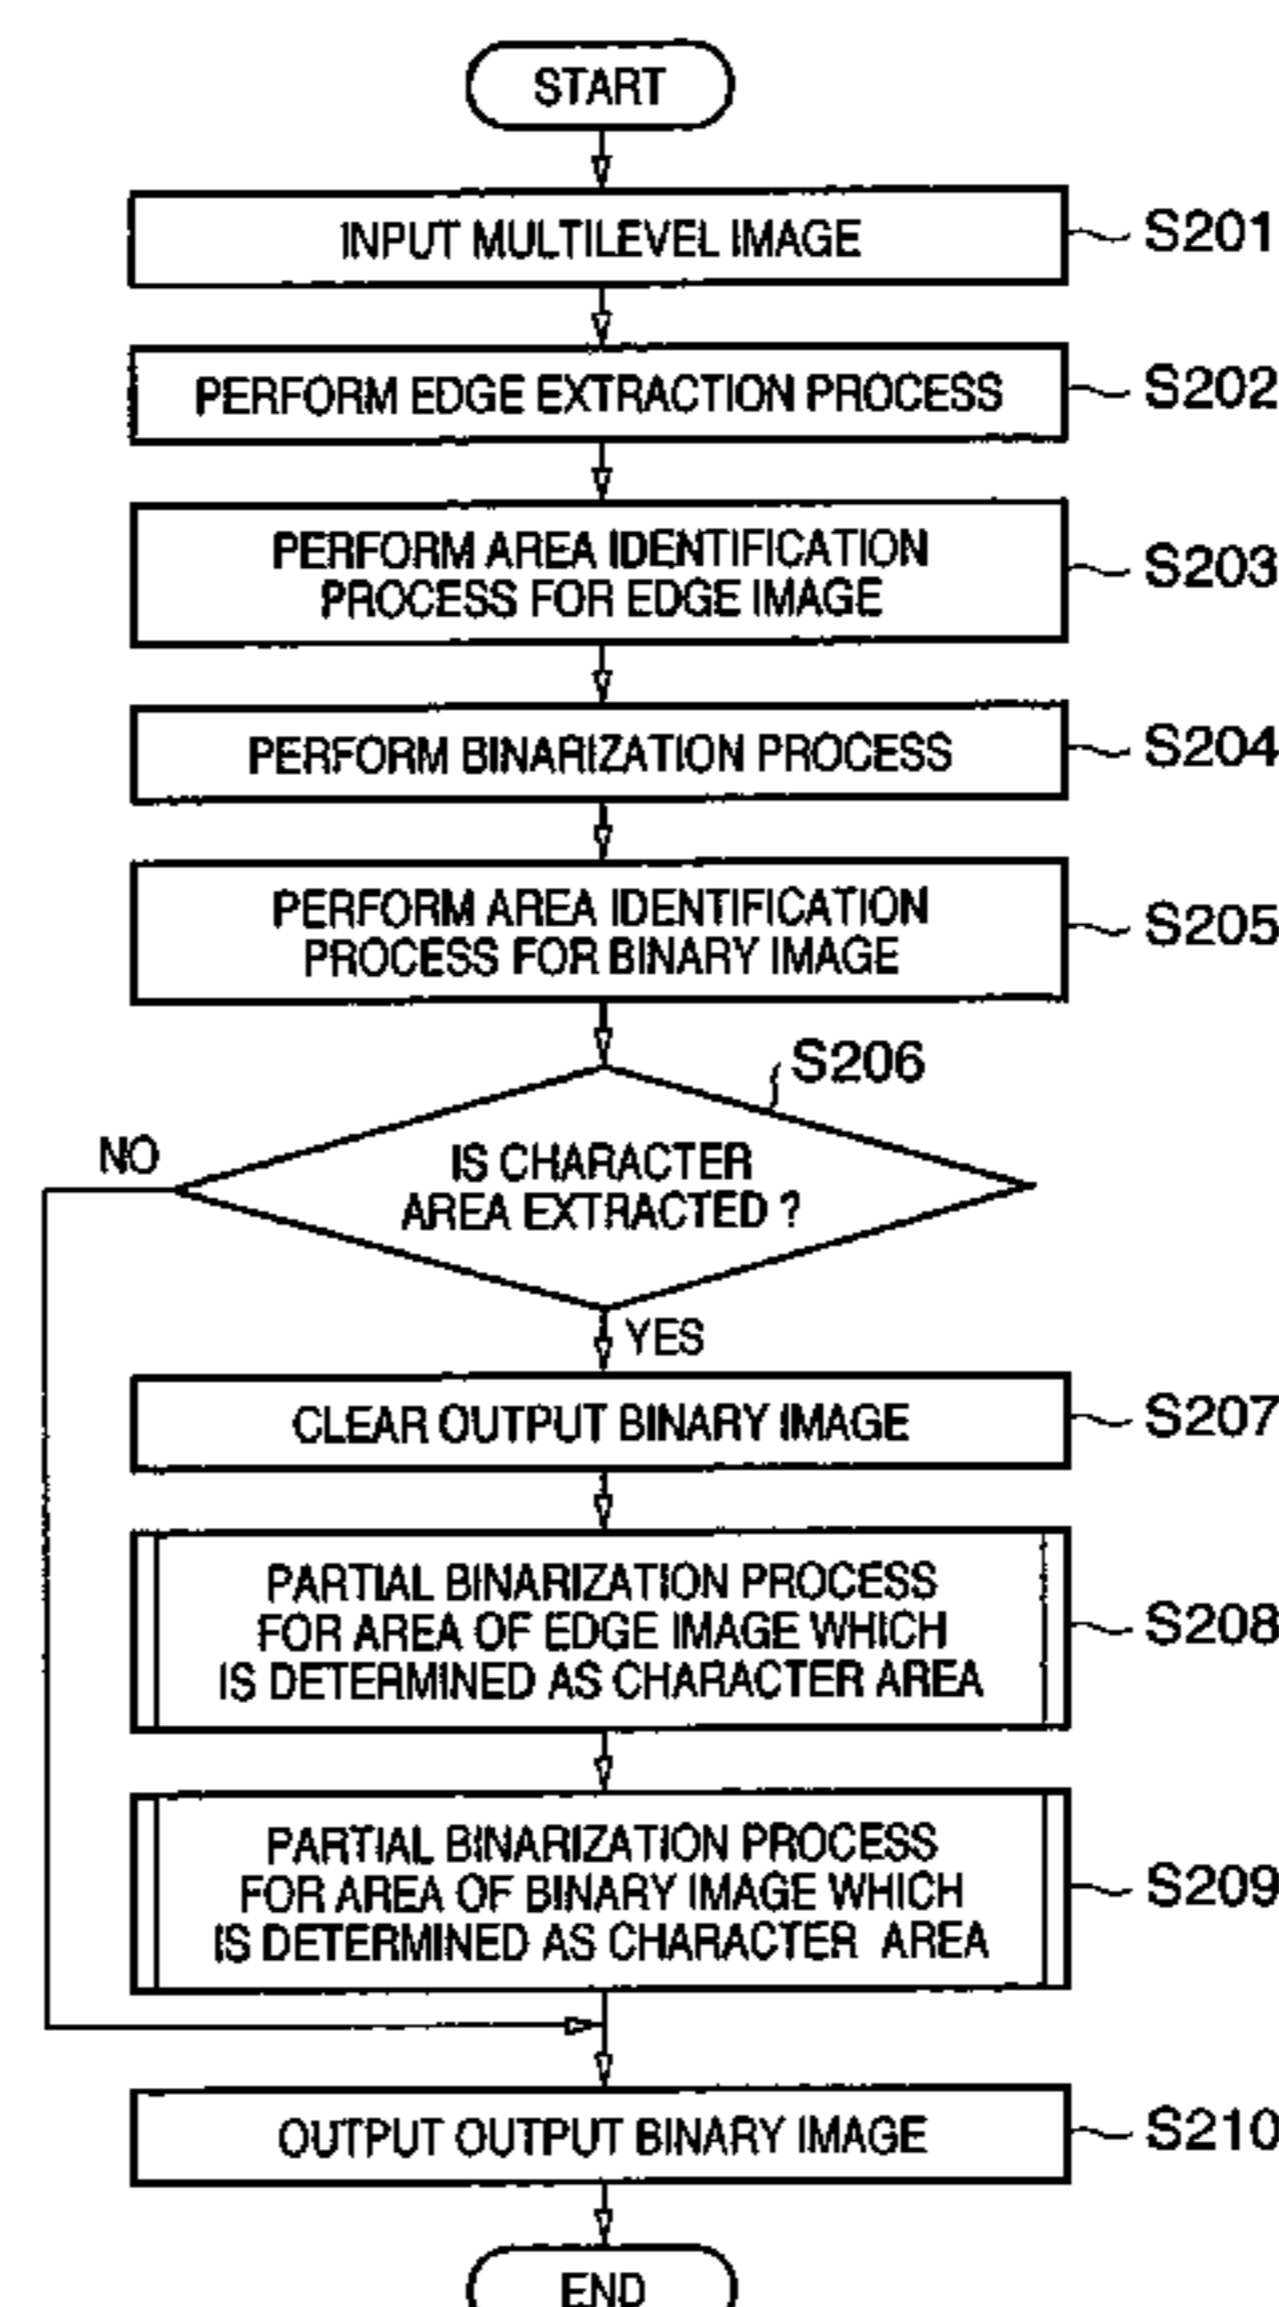 START
INPUT MULTILEVEL IMAGE
S201
PERFORM EDGE EXTRACTION PROCESS
S202
PERFORM AREA IDENTIFICATION
PROCESS FOR EDGE IMAGE
S203
PERFORM BINARIZATION PROCESS
S204
PERFORM AREA IDENTIFICATION
PROCESS FOR BINARY IMAGE
S205
S206
NO
IS CHARACTER
AREA EXTRACTED ?
YES
CLEAR OUTPUT BINARY IMAGE
S207
PARTIAL BINARIZATION PROCESS
FOR AREA OF EDGE IMAGE WHICH
IS DETERMINED AS CHARACTER AREA
S208
PARTIAL BINARIZATION PROCESS
FOR AREA OF BINARY IMAGE WHICH
IS DETERMINED AS CHARACTER AREA
S209
OUTPUT OUTPUT BINARY IMAGE
S210
END